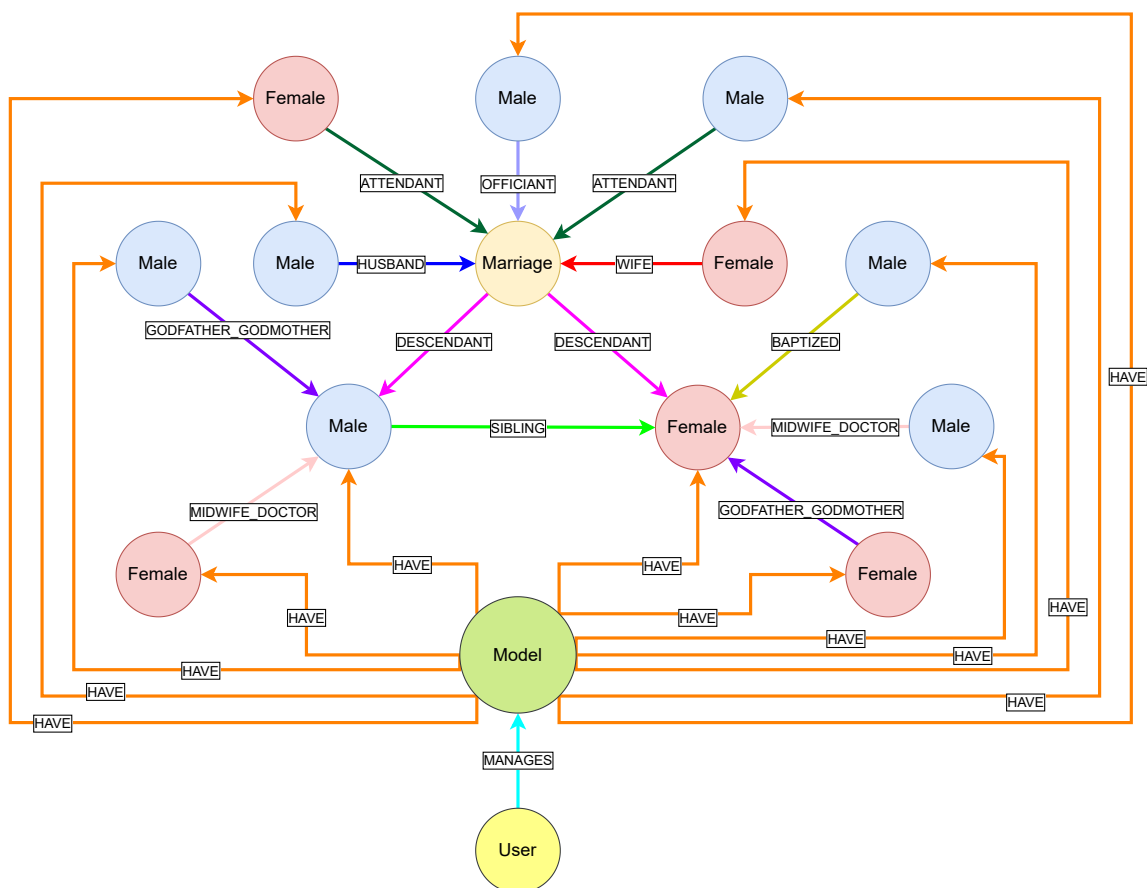 Female
Male
Male
ATTENDANT
OFFICIANT
ATTENDANT
Male
Male
HUSBAND
Marriage
WIFE
Female
Male
GODFATHER_GODMOTHER
DESCENDANT
DESCENDANT
BAPTIZED
HAVE
Male
SIBLING
Female
MIDWIFE_DOCTOR
Male
MIDWIFE_DOCTOR
GODFATHER_GODMOTHER
HAVE
HAVE
Female
Female
HAVE
HAVE
HAVE
HAVE
Model
HAVE
HAVE
HAVE
HAVE
HAVE
MANAGES
User